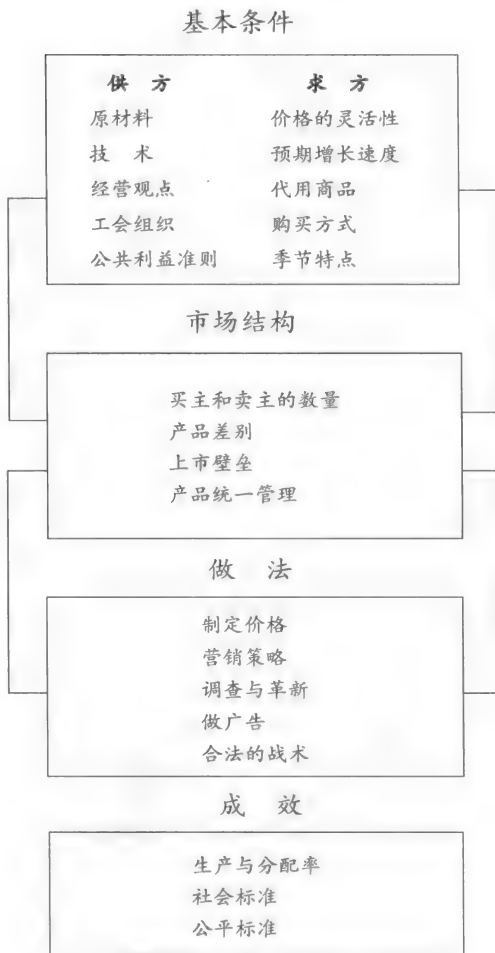 基本条件
供 方 求 方
原材料 价格的灵活性
技 术 预期增长速度
经营观点 代用商品
工会组织 购买方式
公共利益准则 季节特点
市场结构
买主和卖主的数量
产品差别
上市壁垒
产品统一管理
做 法
制定价格
营销策略
调查与革新
做广告
合法的战术
成 效
生产与分配率
社会标准
公平标准